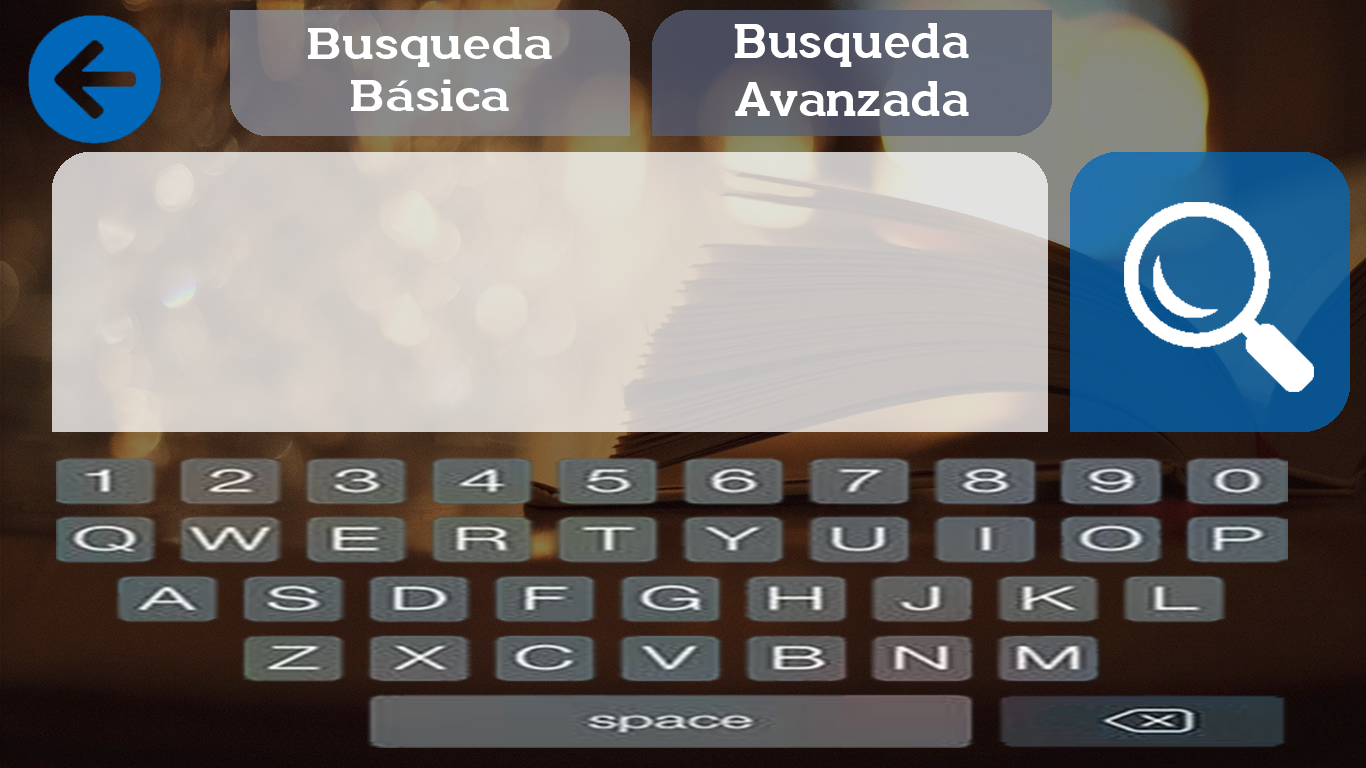 Busqueda
Básica
Busqueda
Avanzada
1 2 3 4 5 6 7 8 9 0
Q W E R T Y U I O P
A S D F G H J K L
Z X C V B N M
space